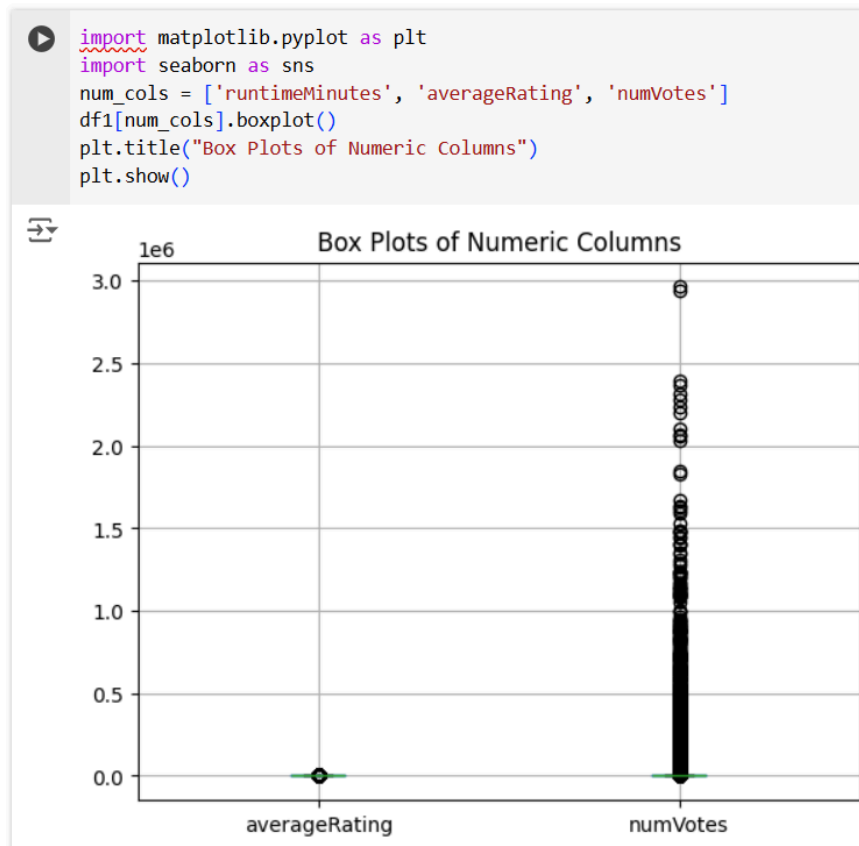 import matplotlib.pyplot as plt
import seaborn as sns
num_cols = ['runtimeMinutes', 'averageRating', 'numVotes']
df1[num_cols].boxplot()
plt.title("Box Plots of Numeric Columns")
plt.show()
Box Plots of Numeric Columns
1e6
3.0
2.5
2.0
1.5
1.0
0.5
0.0
averageRating numVotes